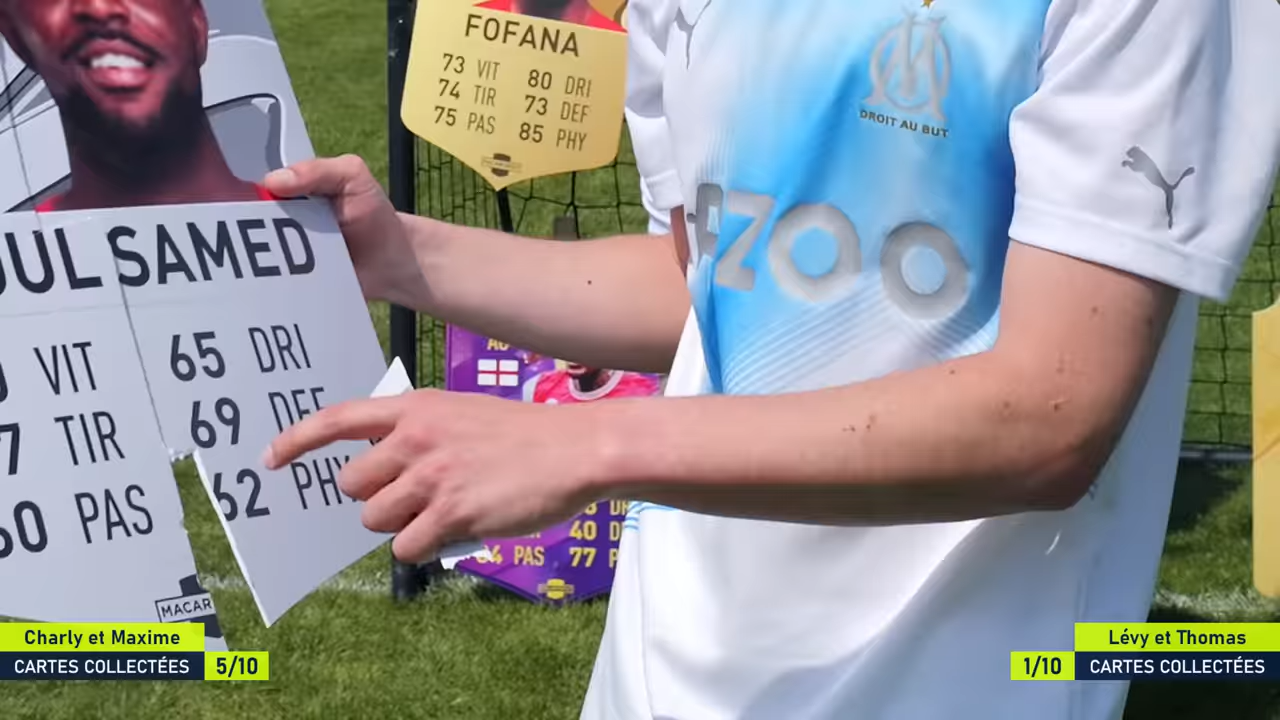 FOFANA
73 VIT 80 DRI
74 TIR 73 DEF
75 PAS 85 PHY
DROIT AU BUT
ZOO
SAMED
VIT 65 DRI
TIR 69 DEF
PAS 62 PHY
MACAR
40
PAS 77
Charly et Maxime
CARTES COLLECTÉES 5/10
Lévy et Thomas
1/10 CARTES COLLECTÉES